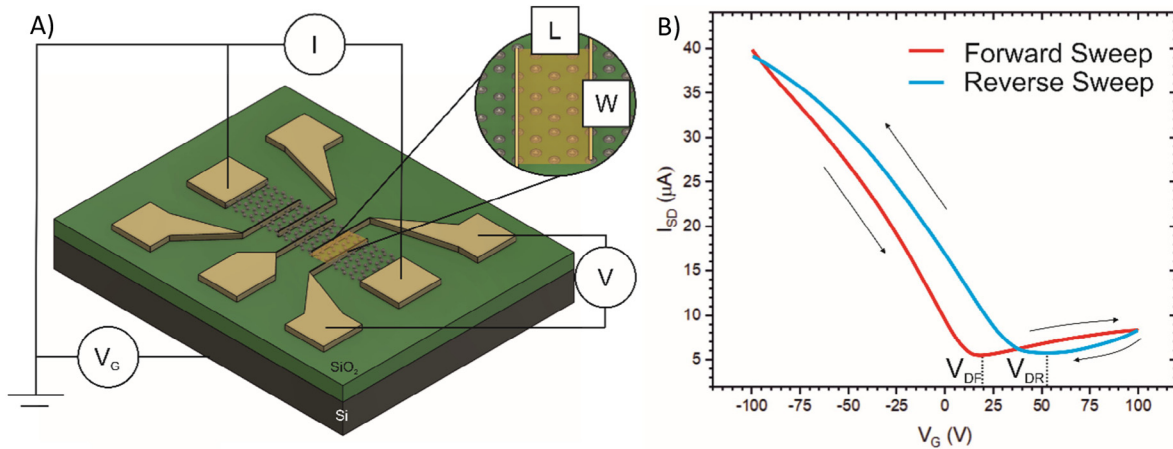 A)
I
L
W
V
V_G
SiO₂
Si
B)
Forward Sweep
Reverse Sweep
I_SD (μA)
40
35
30
25
20
15
10
5
V_DF
V_DR
-100 -75 -50 -25 0 25 50 75 100
V_G (V)